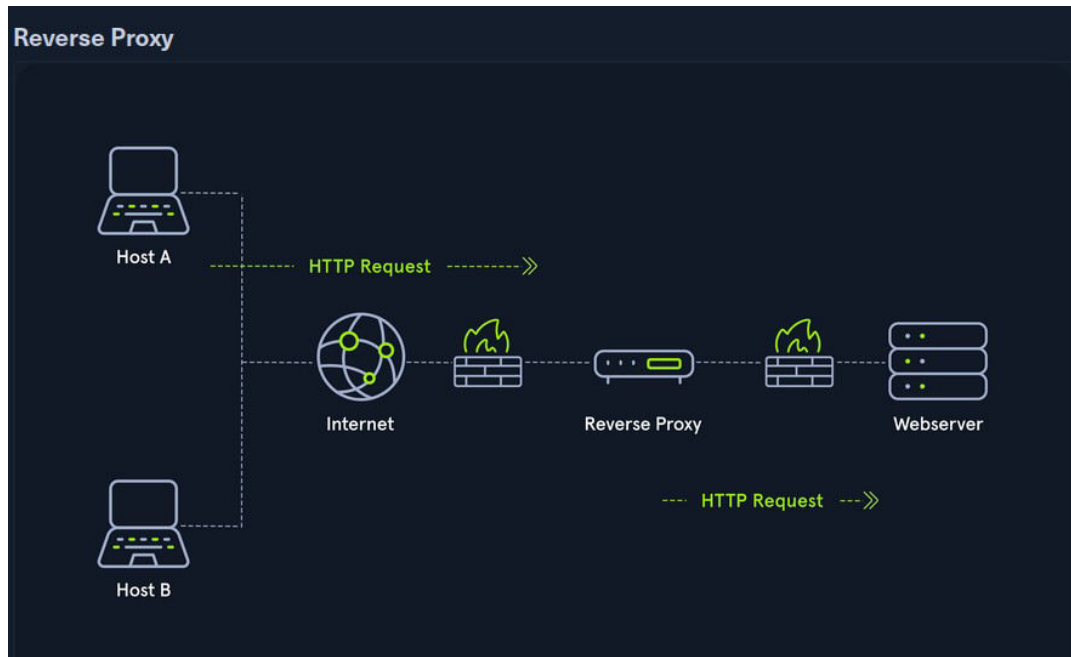 Reverse Proxy
Host A
HTTP Request
Internet
Reverse Proxy
Webserver
HTTP Request
Host B